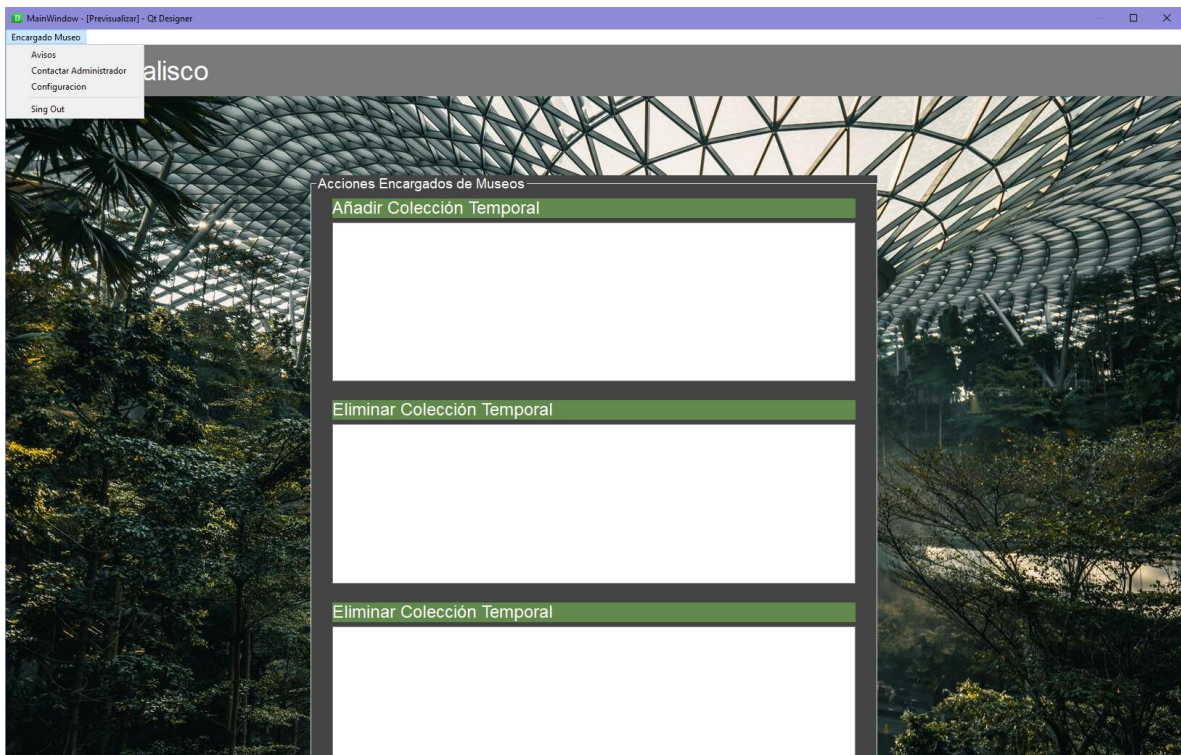 MainWindow - [Previsualizar] - Qt Designer
Encargado Museo
Avisos
Contactar Administrador
Configuracion
Sing Out
alisco
Acciones Encargados de Museos
Añadir Colección Temporal
Eliminar Colección Temporal
Eliminar Colección Temporal